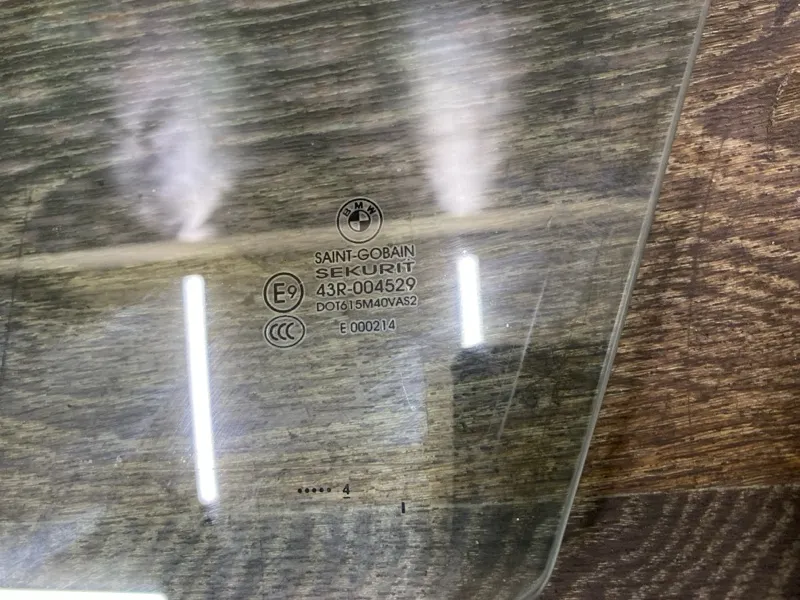 BMW
SAINT-GOBAIN
SEKURIT
E9
43R-004529
DOT615M40VAS2
CCC
E 000214
..... 4